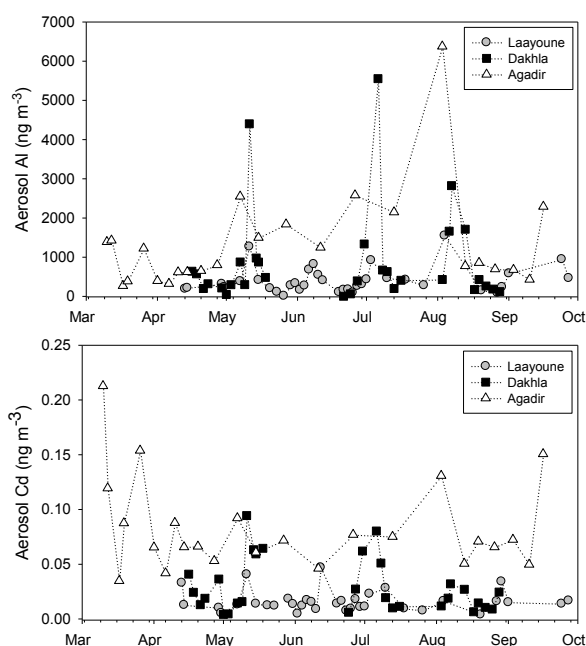 7000
6000
5000
4000
3000
2000
1000
0
Aerosol Al (ng m⁻³)
Laayoune
Dakhla
Agadir
Mar Apr May Jun Jul Aug Sep Oct
0.25
0.20
0.15
0.10
0.05
0.00
Aerosol Cd (ng m⁻³)
Laayoune
Dakhla
Agadir
Mar Apr May Jun Jul Aug Sep Oct